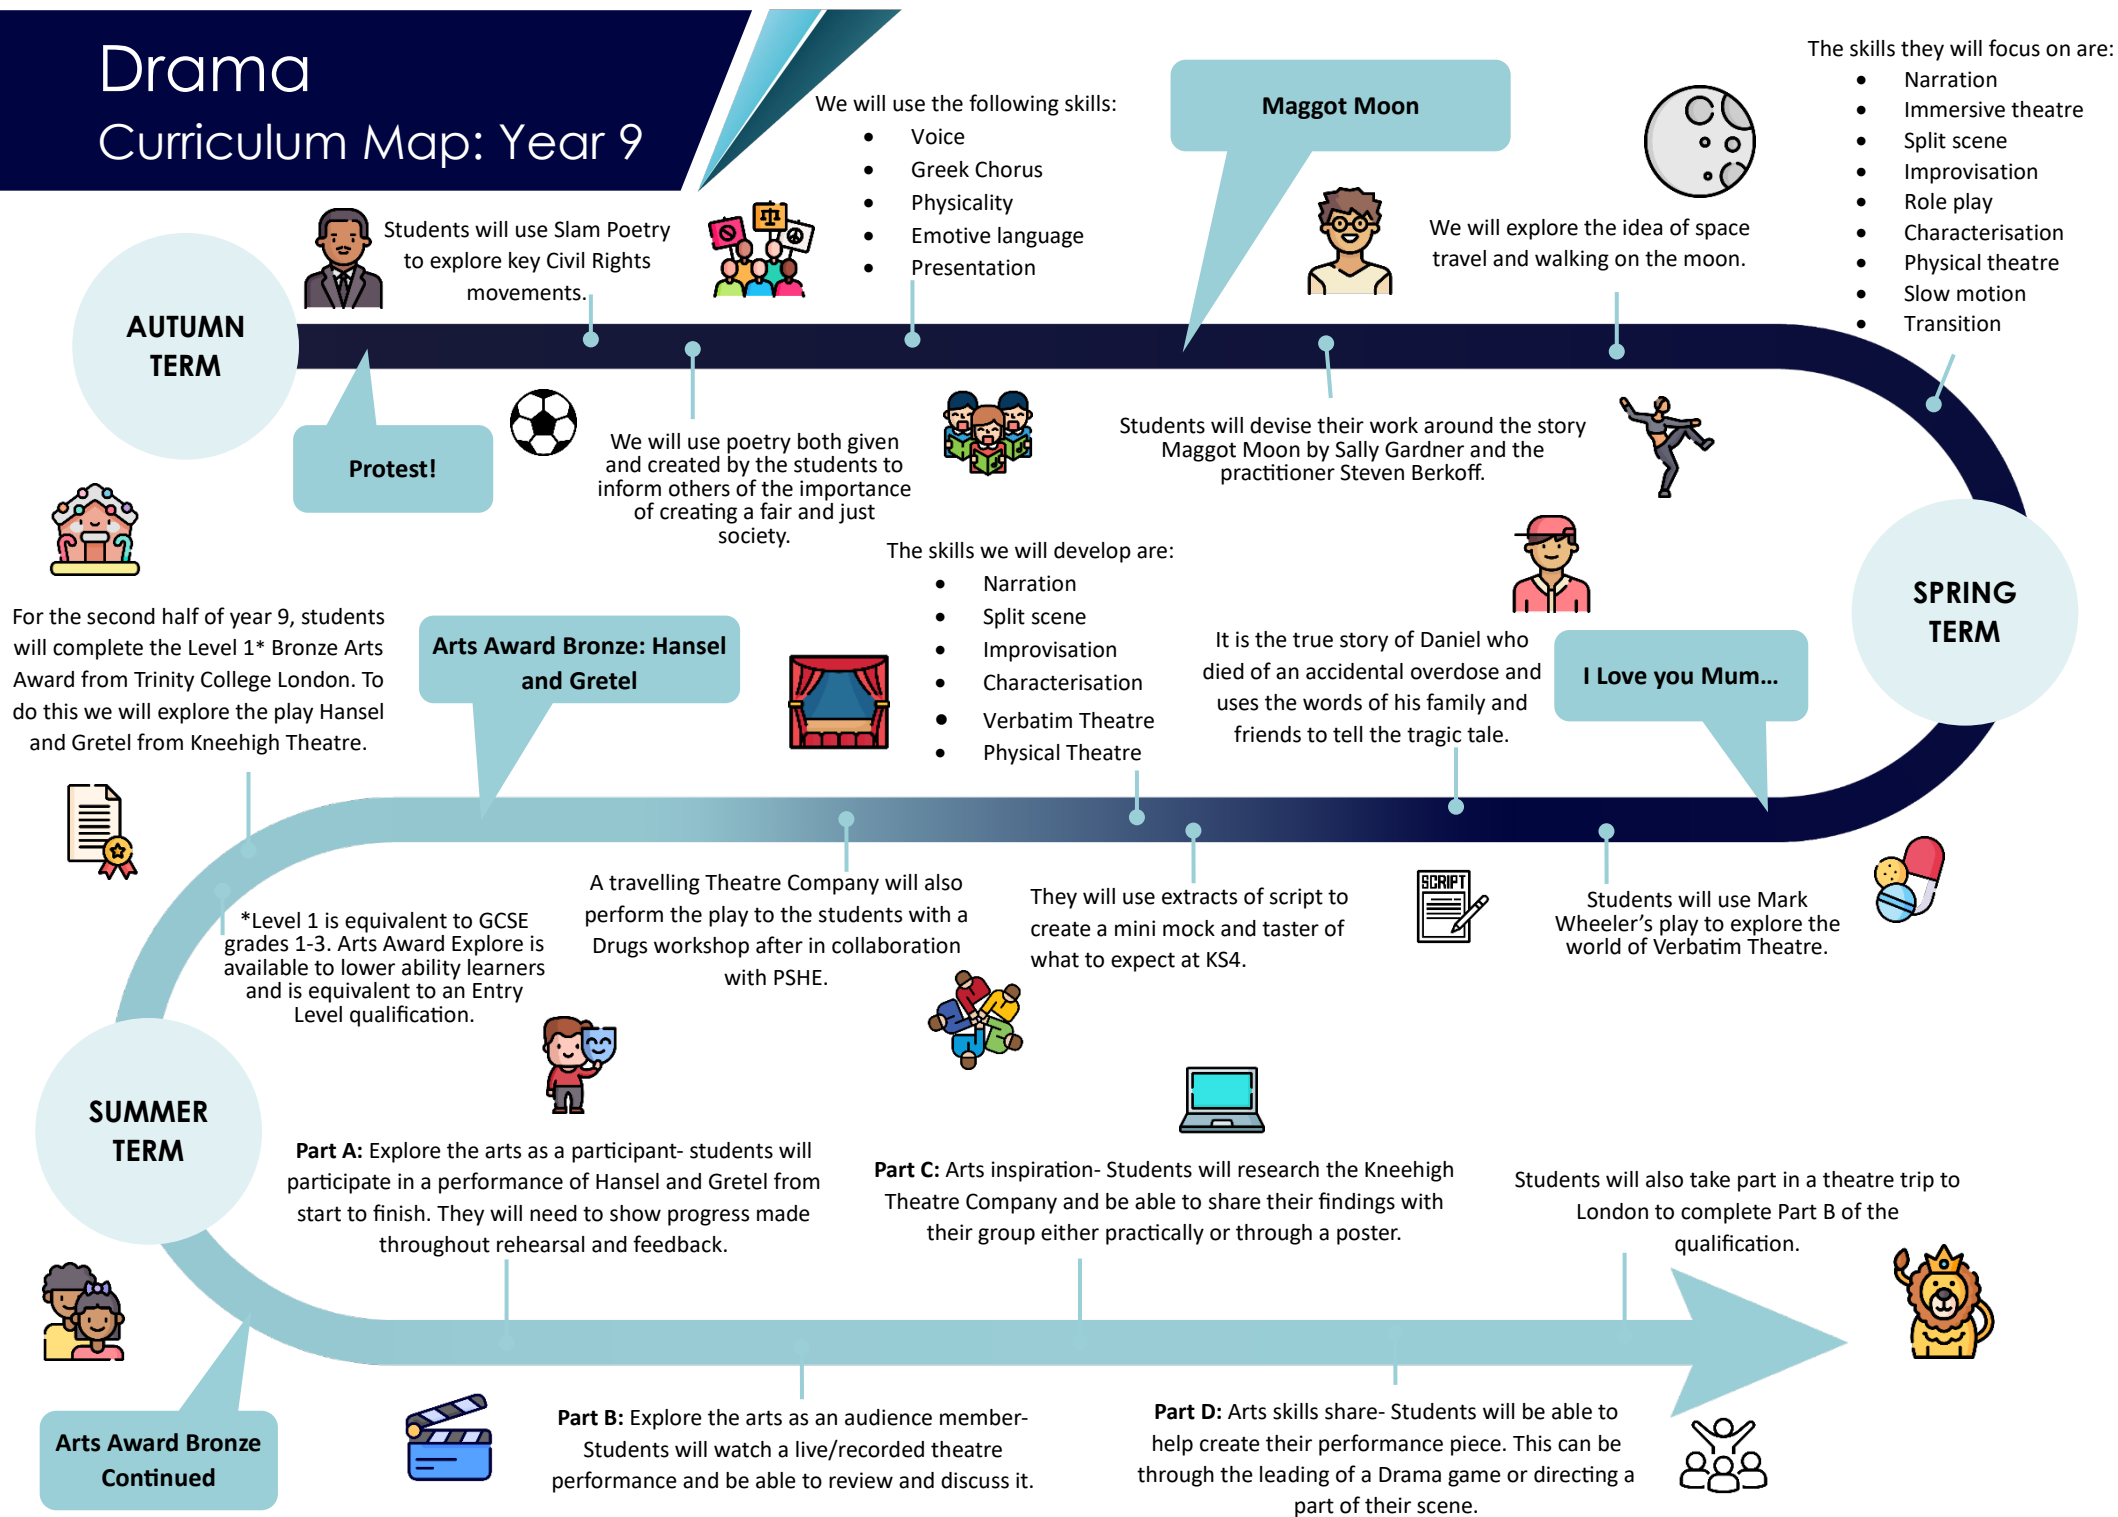 Drama
Curriculum Map: Year 9
AUTUMN
TERM
Protest!
Students will use Slam Poetry
to explore key Civil Rights
movements.
We will use poetry both given
and created by the students to
inform others of the importance
of creating a fair and just
society.
We will use the following skills:
• Voice
• Greek Chorus
• Physicality
• Emotive language
• Presentation
Maggot Moon
Students will devise their work around the story
Maggot Moon by Sally Gardner and the
practitioner Steven Berkoff.
We will explore the idea of space
travel and walking on the moon.
The skills they will focus on are:
• Narration
• Immersive theatre
• Split scene
• Improvisation
• Role play
• Characterisation
• Physical theatre
• Slow motion
• Transition
SPRING
TERM
I Love you Mum...
Students will use Mark
Wheeler's play to explore the
world of Verbatim Theatre.
It is the true story of Daniel who
died of an accidental overdose and
uses the words of his family and
friends to tell the tragic tale.
SCRIPT
They will use extracts of script to
create a mini mock and taster of
what to expect at KS4.
The skills we will develop are:
• Narration
• Split scene
• Improvisation
• Characterisation
• Verbatim Theatre
• Physical Theatre
A travelling Theatre Company will also
perform the play to the students with a
Drugs workshop after in collaboration
with PSHE.
Arts Award Bronze: Hansel
and Gretel
For the second half of year 9, students
will complete the Level 1* Bronze Arts
Award from Trinity College London. To
do this we will explore the play Hansel
and Gretel from Kneehigh Theatre.
*Level 1 is equivalent to GCSE
grades 1-3. Arts Award Explore is
available to lower ability learners
and is equivalent to an Entry
Level qualification.
SUMMER
TERM
Arts Award Bronze
Continued
Part A: Explore the arts as a participant- students will
participate in a performance of Hansel and Gretel from
start to finish. They will need to show progress made
throughout rehearsal and feedback.
Part B: Explore the arts as an audience member-
Students will watch a live/recorded theatre
performance and be able to review and discuss it.
Part C: Arts inspiration- Students will research the Kneehigh
Theatre Company and be able to share their findings with
their group either practically or through a poster.
Part D: Arts skills share- Students will be able to
help create their performance piece. This can be
through the leading of a Drama game or directing a
part of their scene.
Students will also take part in a theatre trip to
London to complete Part B of the
qualification.